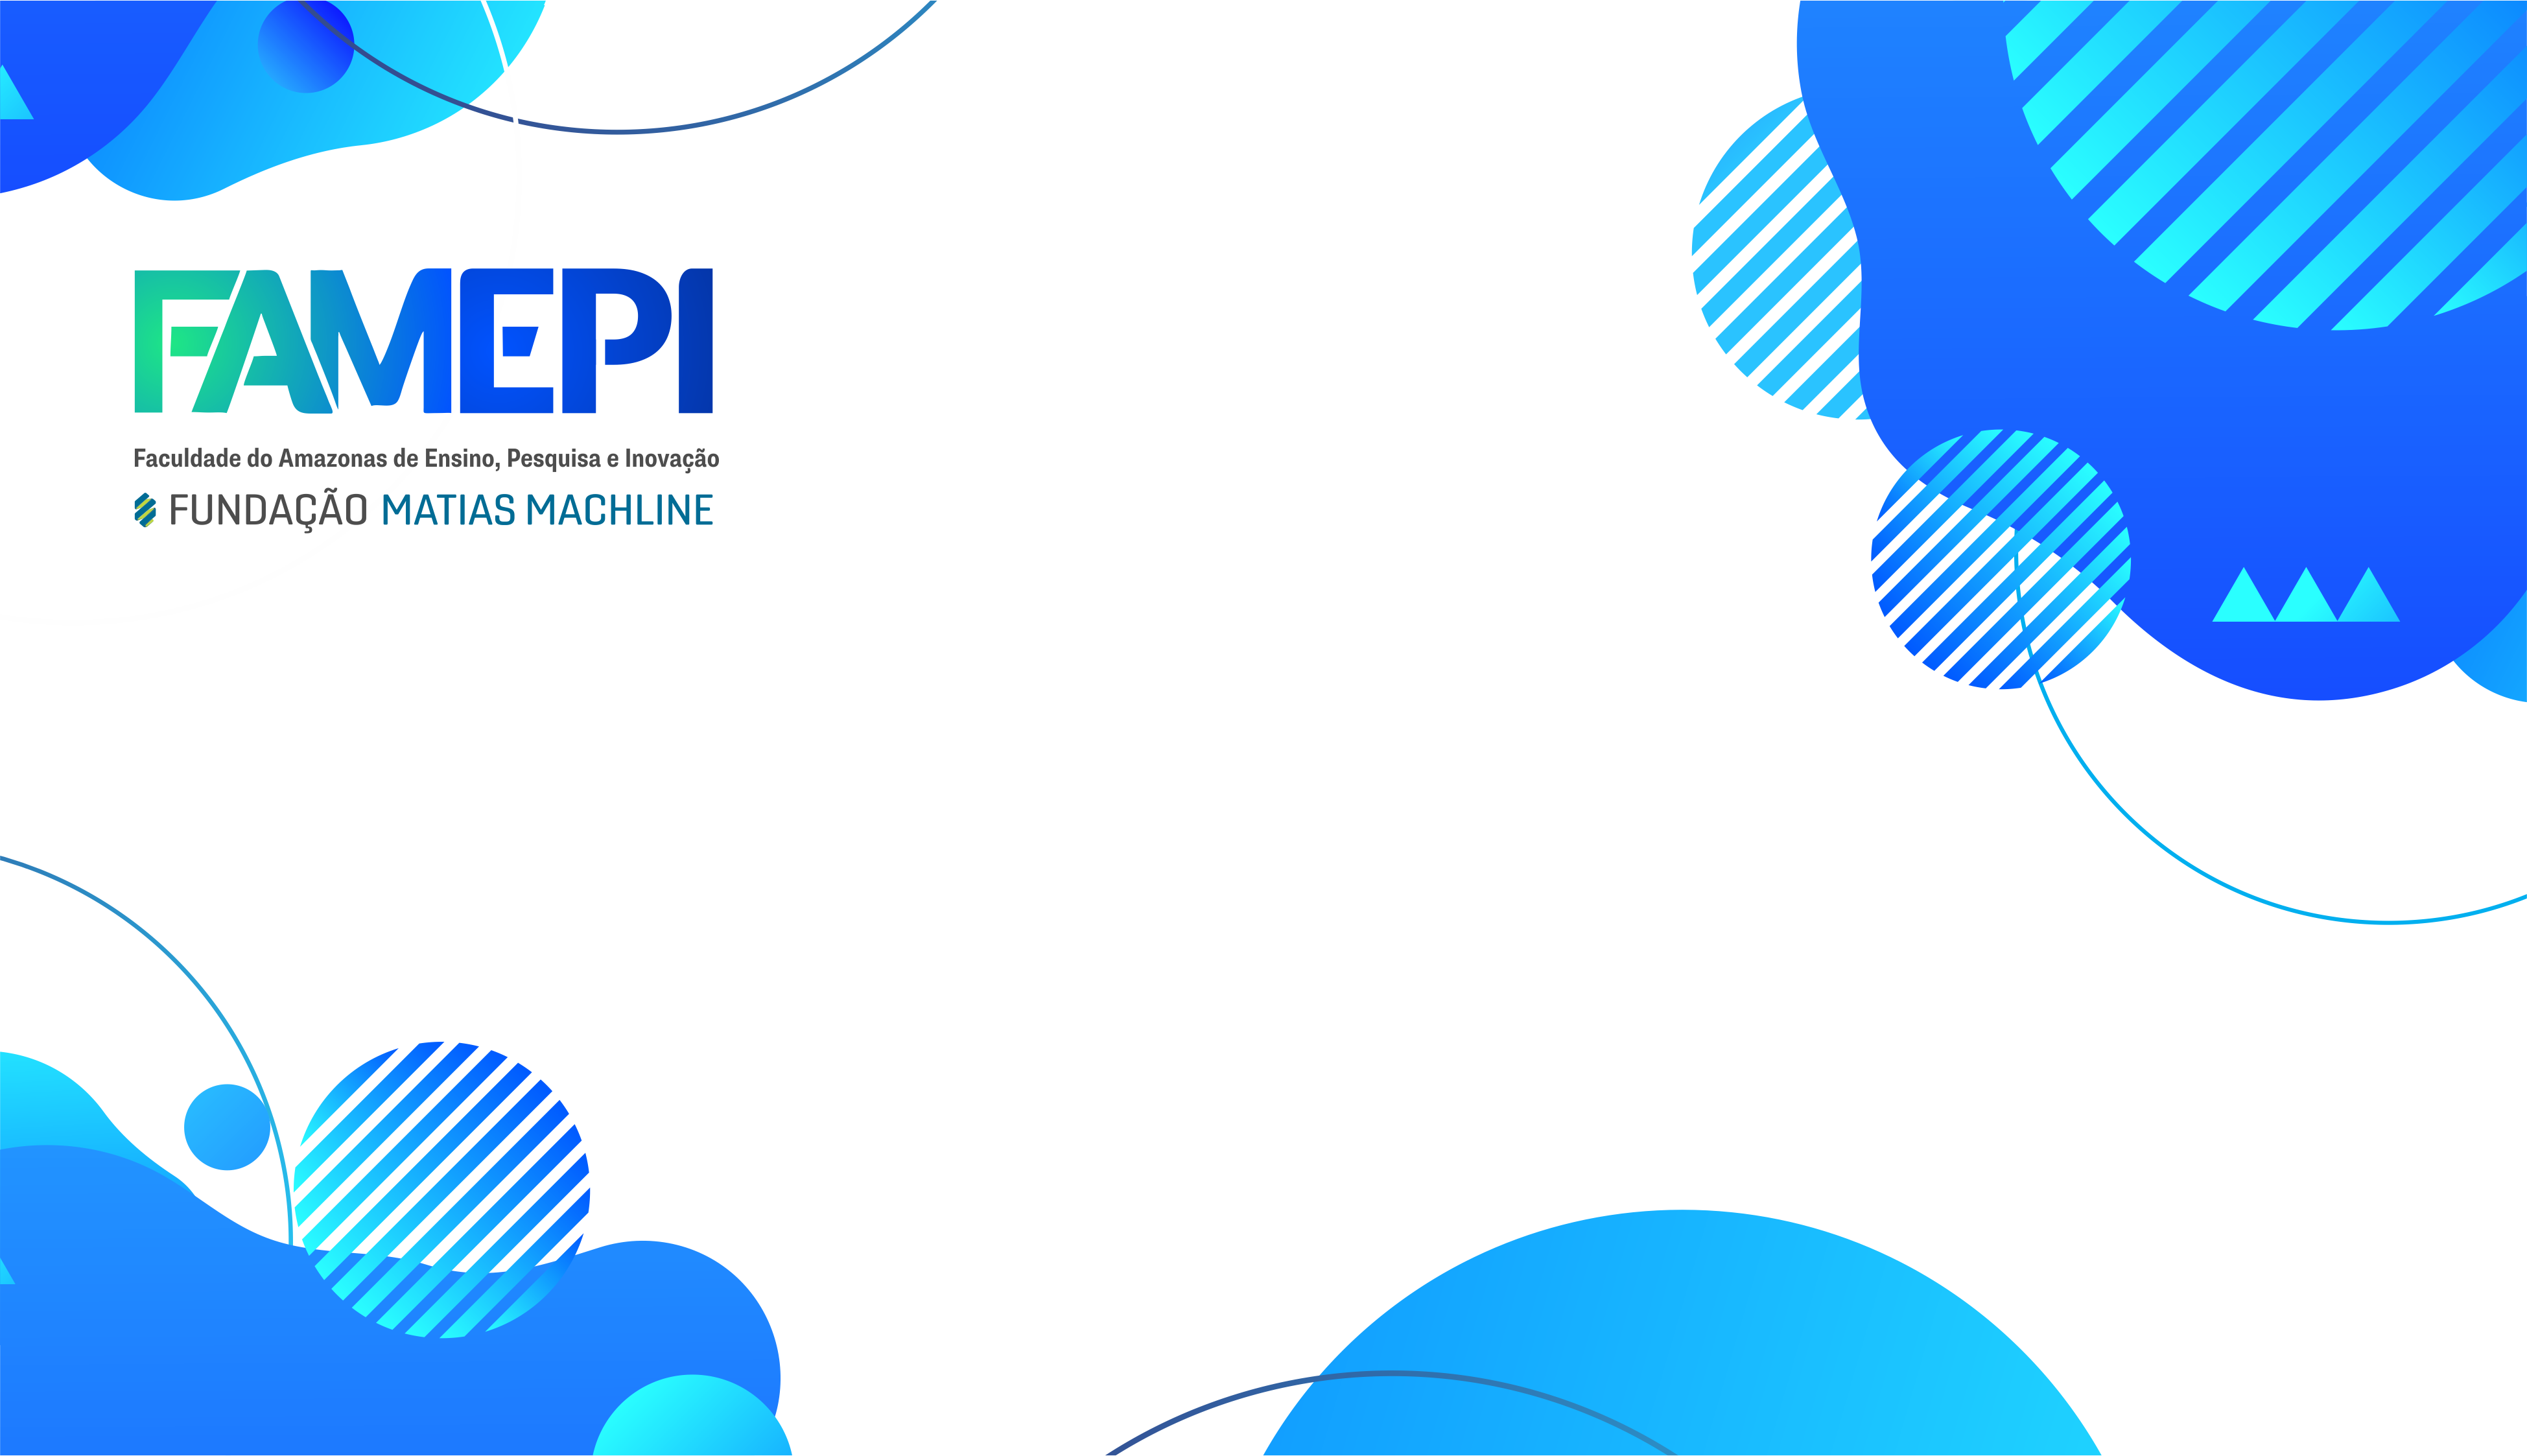 FAMEPI
Faculdade do Amazonas de Ensino, Pesquisa e Inovação
FUNDAÇÃO MATIAS MACHLINE